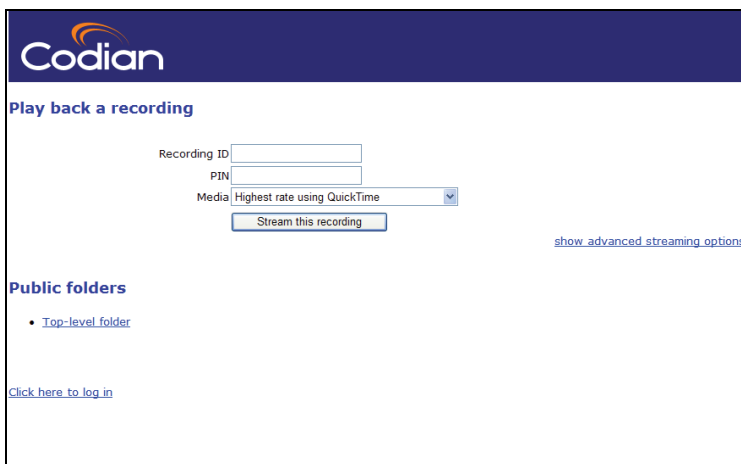 Codian
Play back a recording
Recording ID
PIN
Media Highest rate using QuickTime
Stream this recording
show advanced streaming options
Public folders
• Top-level folder
Click here to log in